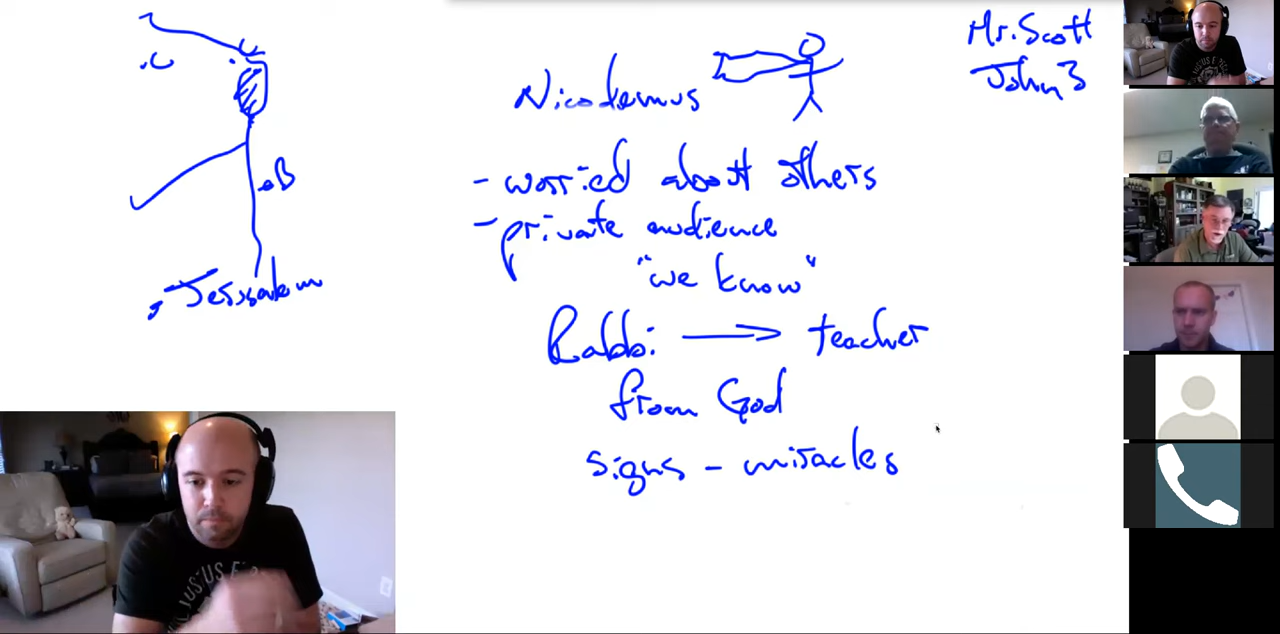 Mr. Scott
John 3
Nicodemus
- worried about others
- private audience
"we know"
Rabbi → teacher
from God
signs - miracles
.C
.B
Jerusalem